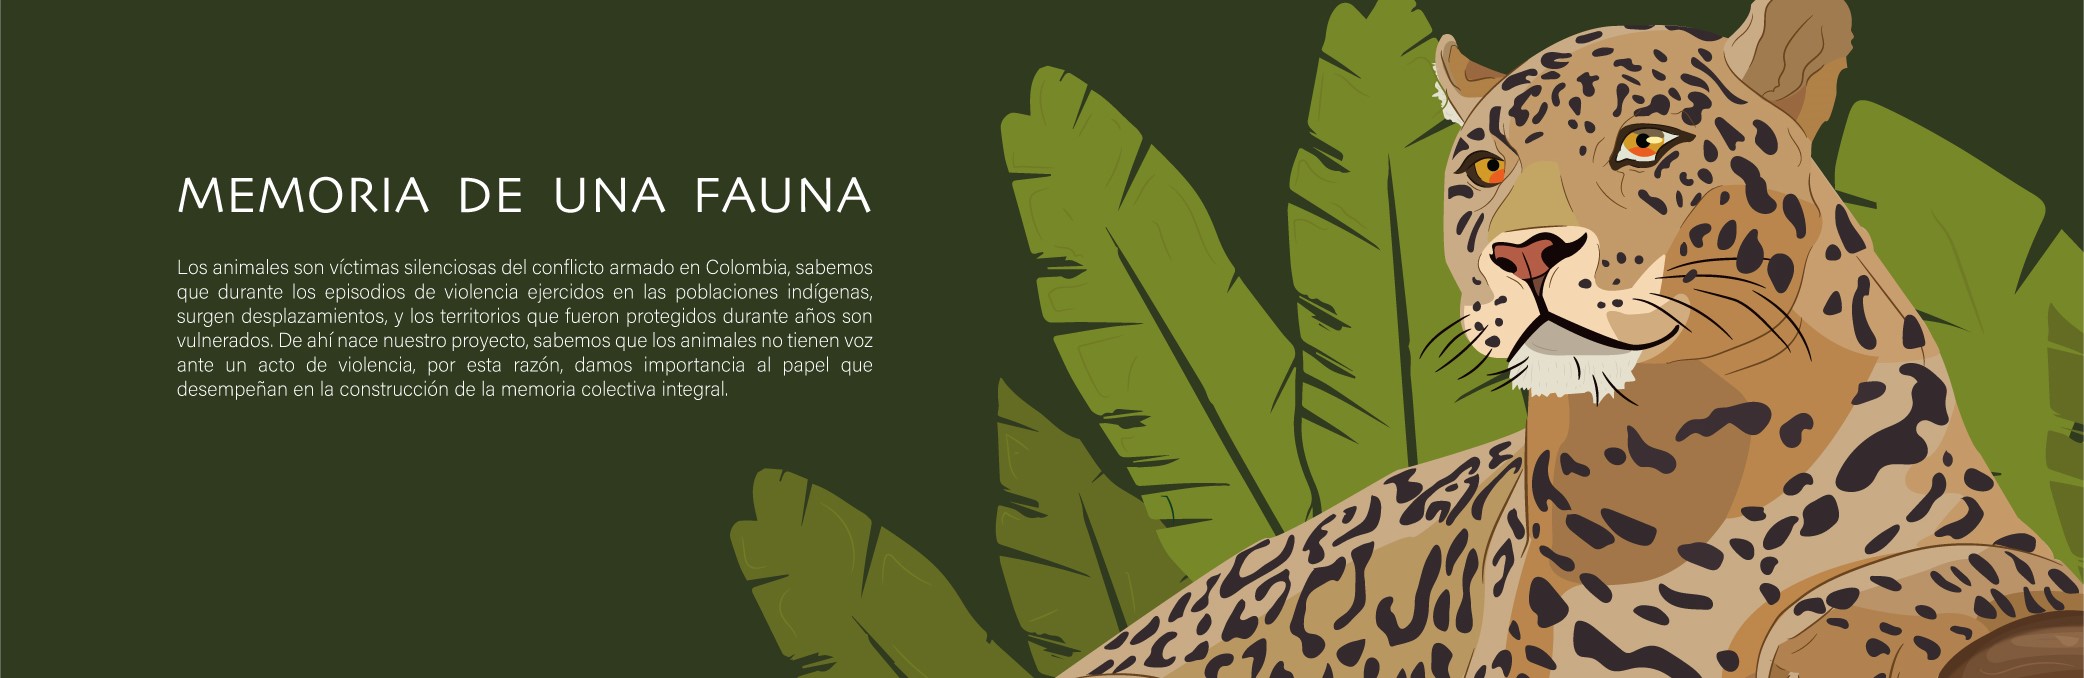 MEMORIA DE UNA FAUNA
Los animales son víctimas silenciosas del conflicto armado en Colombia, sabemos
que durante los episodios de violencia ejercidos en las poblaciones indígenas,
surgen desplazamientos, y los territorios que fueron protegidos durante años son
vulnerados. De ahí nace nuestro proyecto, sabemos que los animales no tienen voz
ante un acto de violencia, por esta razón, damos importancia al papel que
desempeñan en la construcción de la memoria colectiva integral.